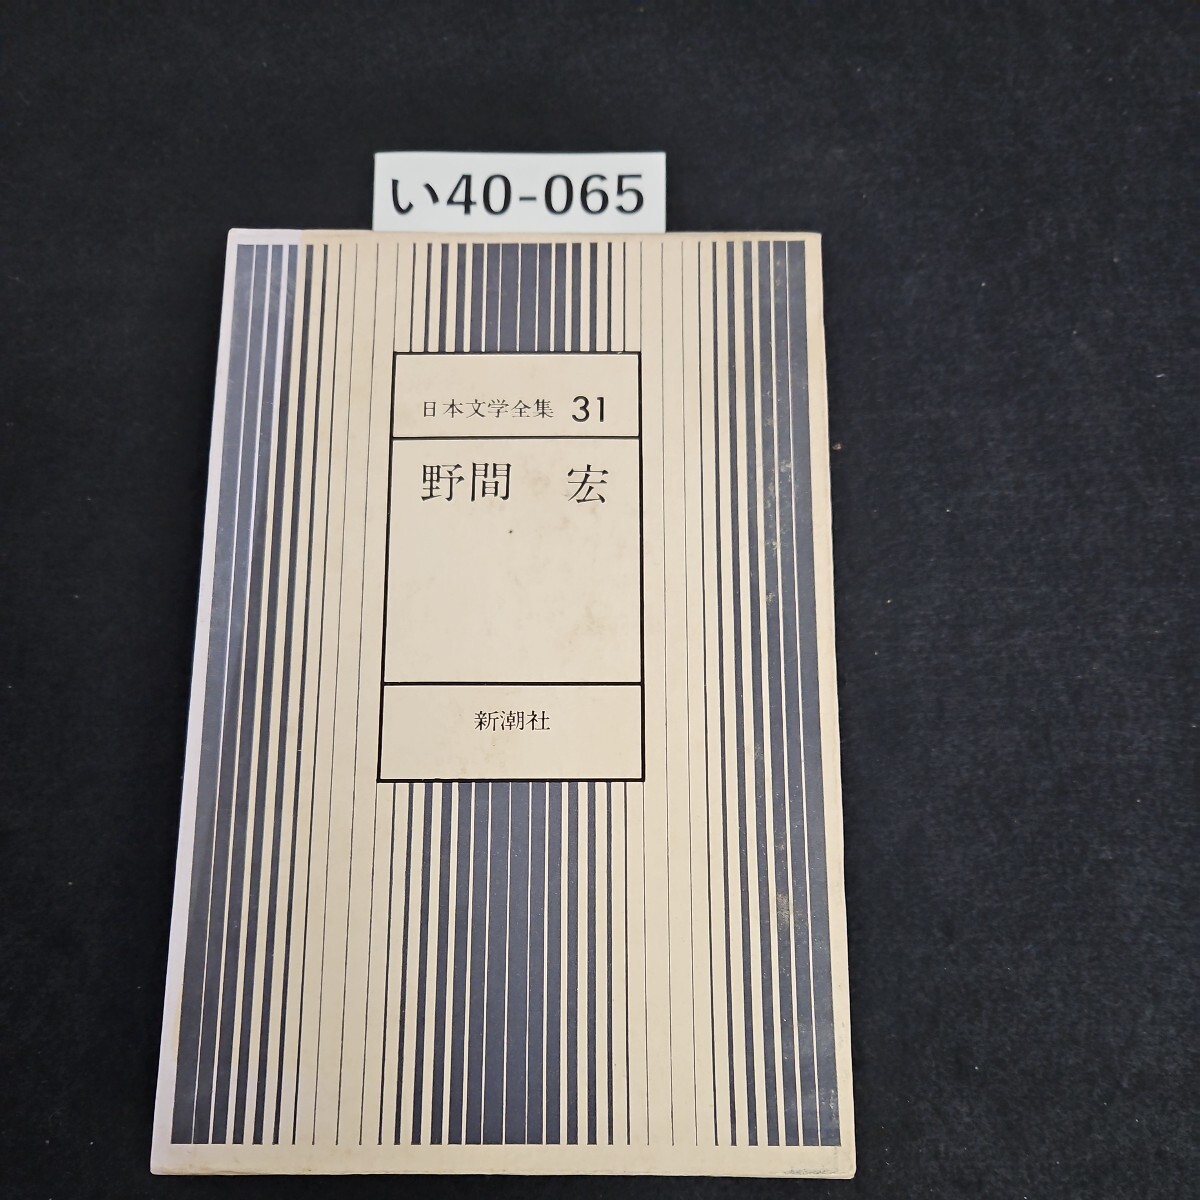 い40-065
日本文学全集 31
野間 宏
新潮社